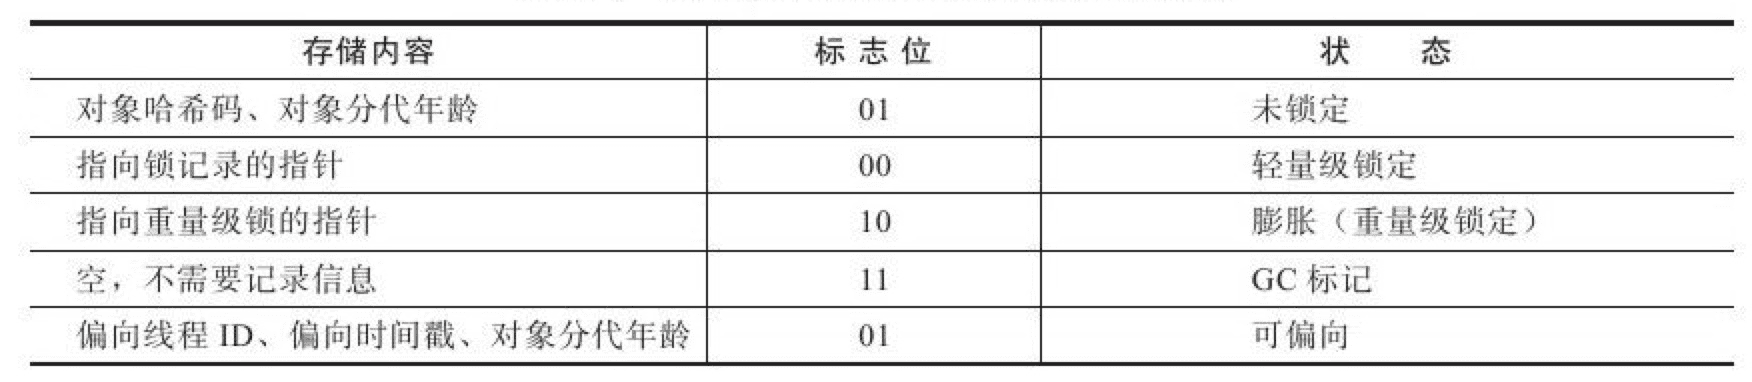 存储内容 标志位 状态
对象哈希码、对象分代年龄 01 未锁定
指向锁记录的指针 00 轻量级锁定
指向重量级锁的指针 10 膨胀（重量级锁定）
空，不需要记录信息 11 GC 标记
偏向线程 ID、偏向时间戳、对象分代年龄 01 可偏向